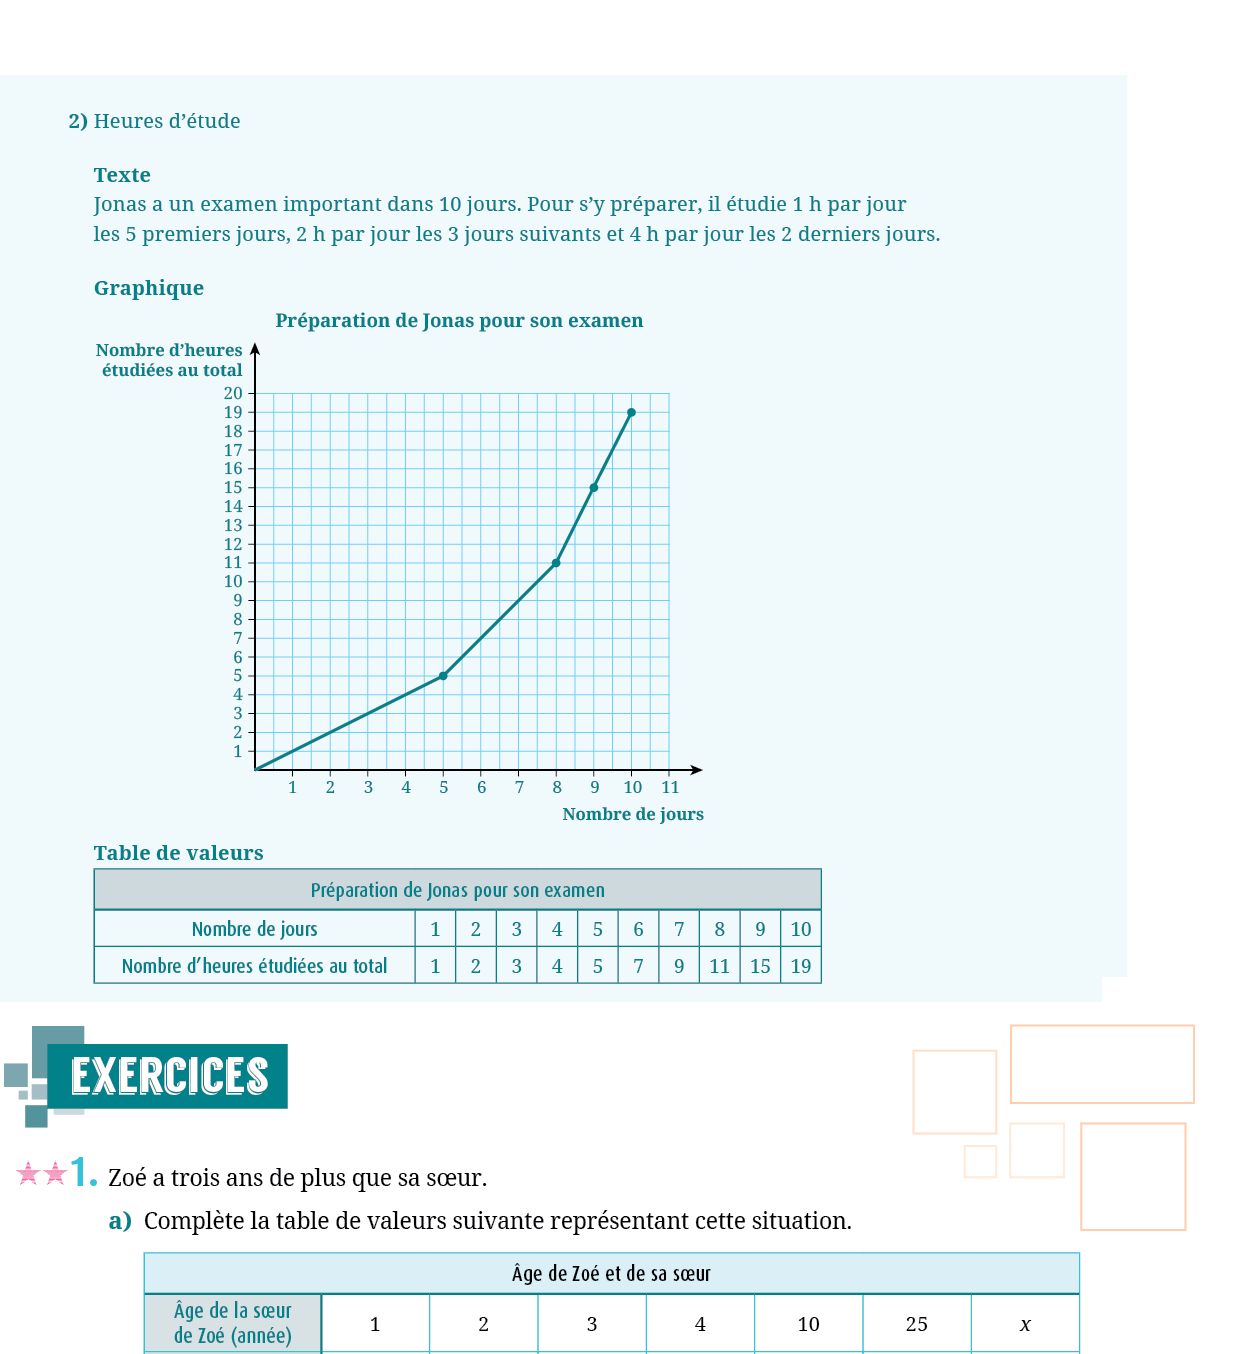 2) Heures d’étude
Texte
Jonas a un examen important dans 10 jours. Pour s’y préparer, il étudie 1 h par jour
les 5 premiers jours, 2 h par jour les 3 jours suivants et 4 h par jour les 2 derniers jours.
Graphique
Préparation de Jonas pour son examen
Nombre d’heures
étudiées au total
20
19
18
17
16
15
14
13
12
11
10
9
8
7
6
5
4
3
2
1
1 2 3 4 5 6 7 8 9 10 11
Nombre de jours
Table de valeurs
Préparation de Jonas pour son examen
Nombre de jours 1 2 3 4 5 6 7 8 9 10
Nombre d’heures étudiées au total 1 2 3 4 5 7 9 11 15 19
EXERCICES
1. Zoé a trois ans de plus que sa sœur.
a) Complète la table de valeurs suivante représentant cette situation.
Âge de Zoé et de sa sœur
Âge de la sœur
de Zoé (année) 1 2 3 4 10 25 x